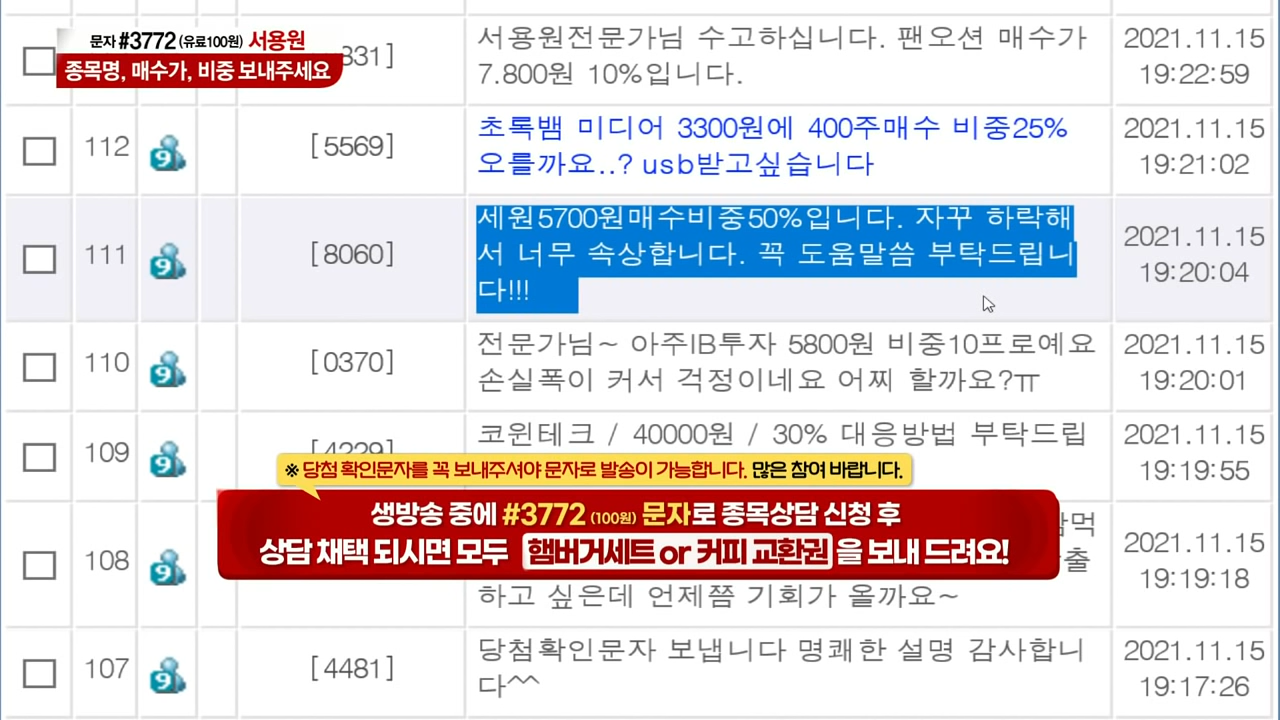 문자 #3772 (유료100원) 서용원
종목명, 매수가, 비중 보내주세요
831]
서용원전문가님 수고하십니다. 팬오션 매수가
7.800원 10%입니다.
2021.11.15
19:22:59
112
[5569]
초록뱀 미디어 3300원에 400주매수 비중25%
오를까요..? usb받고싶습니다
2021.11.15
19:21:02
111
[8060]
세원5700원매수비중50%입니다. 자꾸 하락해
서 너무 속상합니다. 꼭 도움말씀 부탁드립니
다!!!
2021.11.15
19:20:04
110
[0370]
전문가님~ 아주IB투자 5800원 비중10프로예요
손실폭이 커서 걱정이네요 어찌 할까요?ㅠ
2021.11.15
19:20:01
109
[4229]
코윈테크 / 40000원 / 30% 대응방법 부탁드립
2021.11.15
19:19:55
※ 당첨 확인문자를 꼭 보내주셔야 문자로 발송이 가능합니다. 많은 참여 바랍니다.
생방송 중에 #3772 (100원) 문자로 종목상담 신청 후
상담 채택 되시면 모두 햄버거세트 or 커피 교환권 을 보내 드려요!
108
하고 싶은데 언제쯤 기회가 올까요~
2021.11.15
19:19:18
107
[4481]
당첨확인문자 보냅니다 명쾌한 설명 감사합니
다^^
2021.11.15
19:17:26